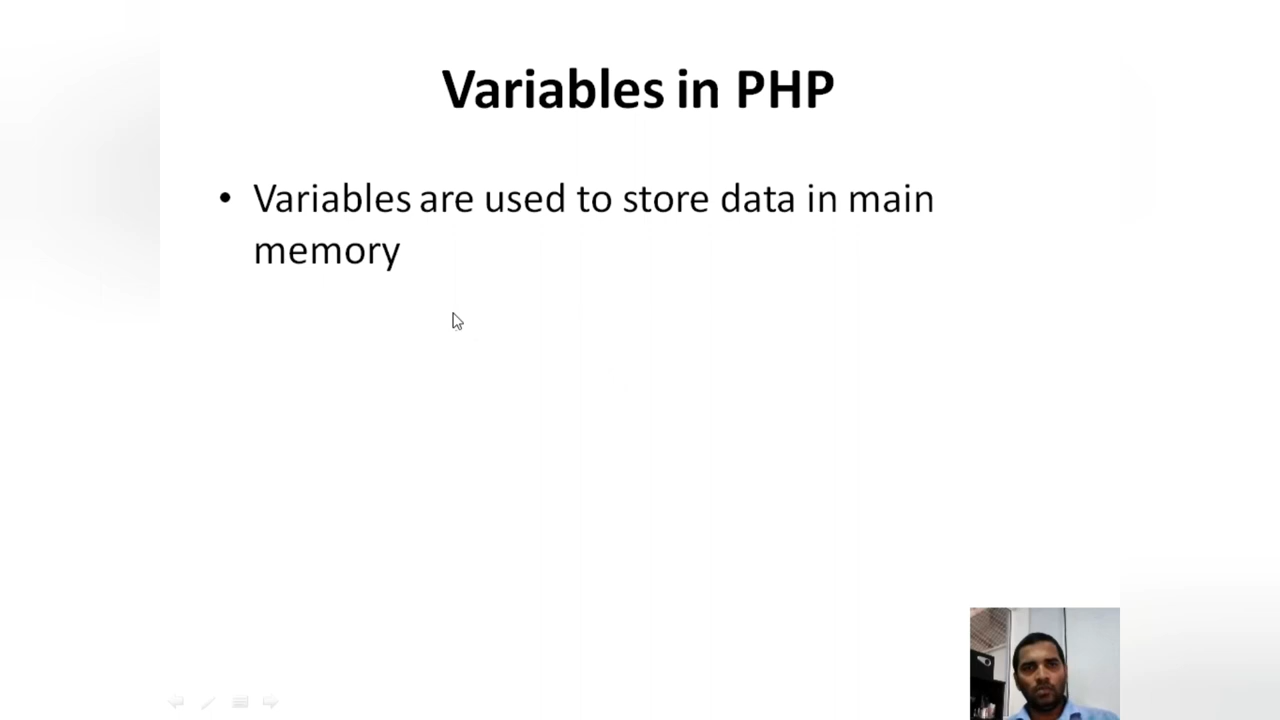 Variables in PHP
• Variables are used to store data in main
memory